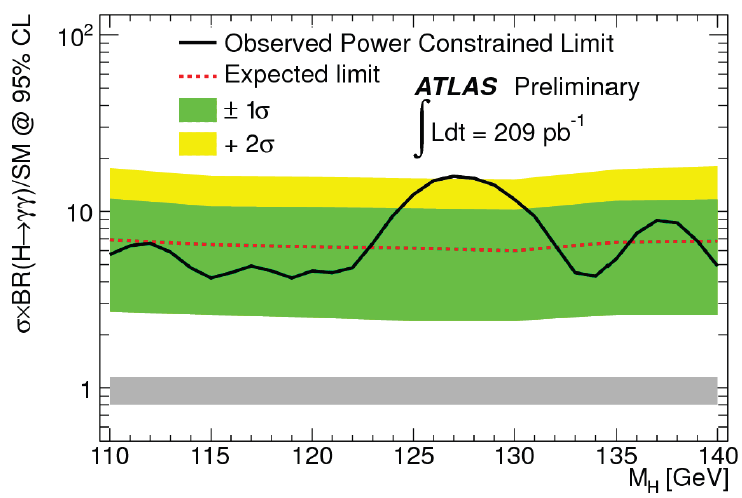 σ×BR(H→γγ)/SM @ 95% CL
10²
10
1
Observed Power Constrained Limit
Expected limit
± 1σ
+ 2σ
ATLAS Preliminary
∫Ldt = 209 pb⁻¹
110 115 120 125 130 135 140
M_H [GeV]